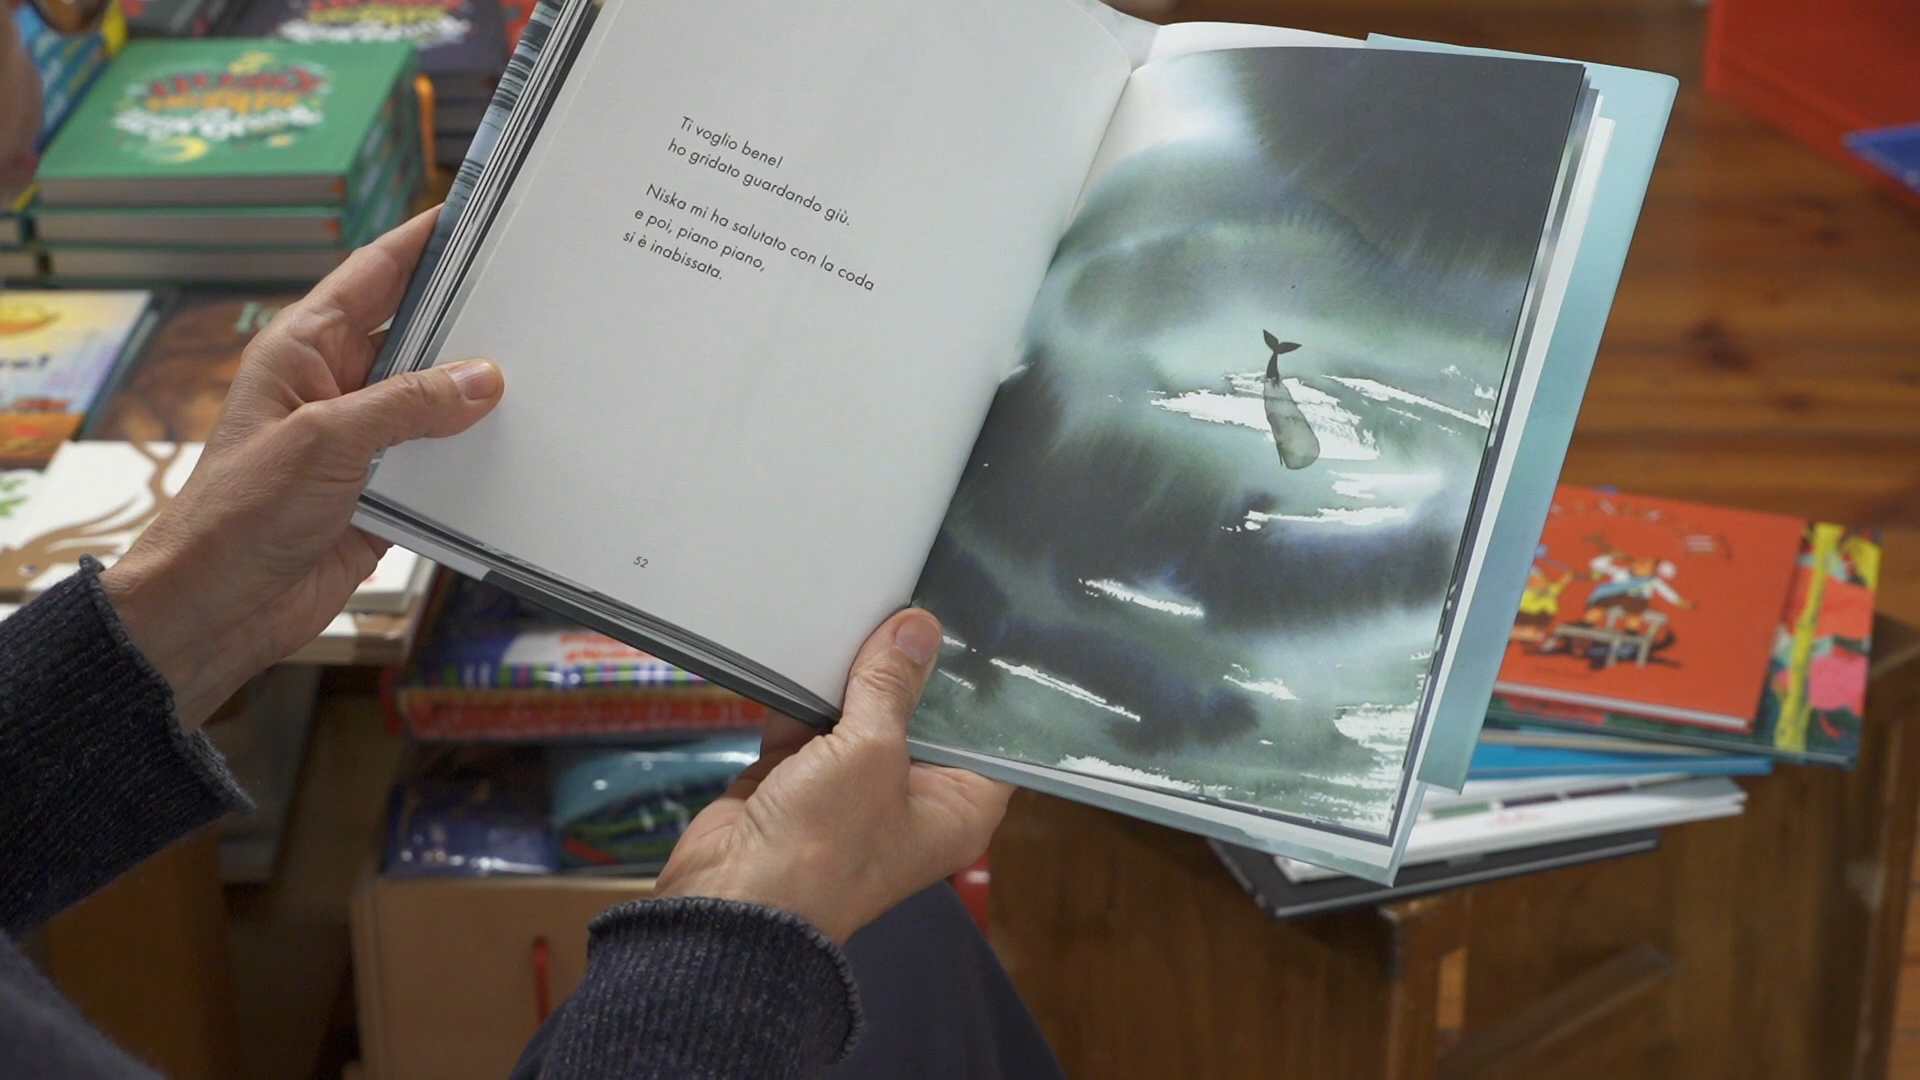 Ti voglio bene!
ho gridato guardando giù.
Niska mi ha salutato con la coda
e poi, piano piano,
si è inabissata.
52